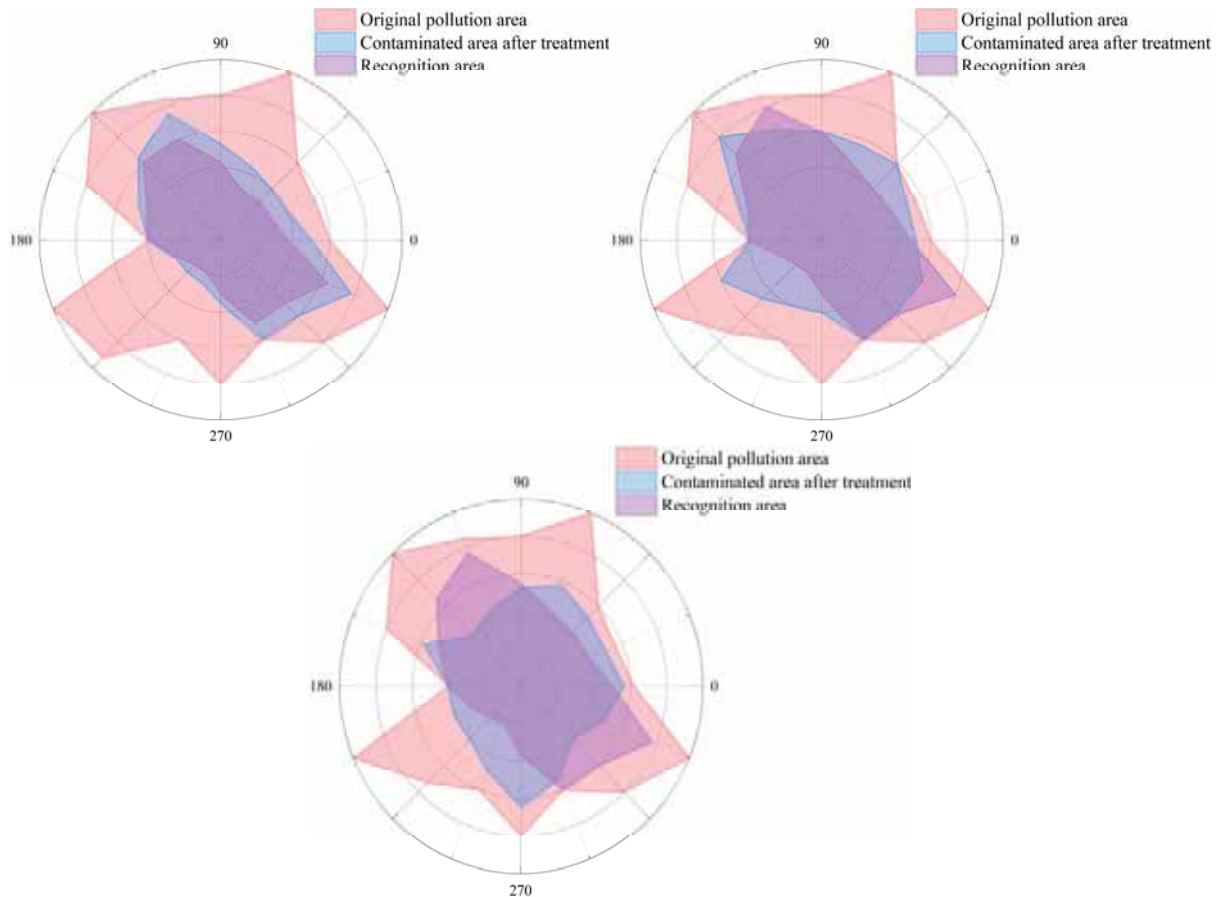 Original pollution area
Contaminated area after treatment
Recognition area
90
180
0
270
Original pollution area
Contaminated area after treatment
Recognition area
90
180
0
270
Original pollution area
Contaminated area after treatment
Recognition area
90
180
0
270